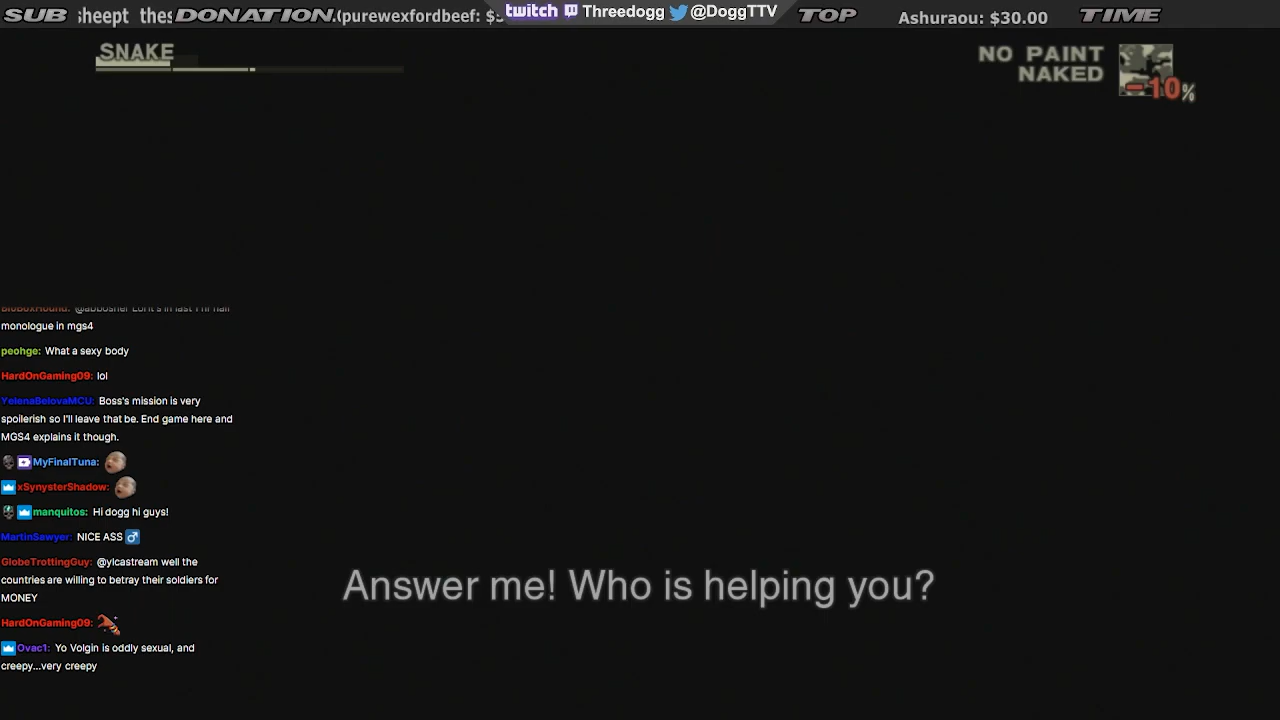 SUB sheept thes DONATION. (purewexfordbeef: $3 twitch Threedogg @DoggTTV TOP Ashuraou: $30.00 TIME
SNAKE
NO PAINT
NAKED
-10%
BluBoxHound: @abbosher
monologue in mgs4
peohge: What a sexy body
HardOnGaming09: lol
YelenaBelovaMCU: Boss's mission is very
spoilerish so I'll leave that be. End game here and
MGS4 explains it though.
MyFinalTuna:
xSynysterShadow:
manquitos: Hi dogg hi guys!
MartinSawyer: NICE ASS
GlobeTrottingGuy: @ylcastream well the
countries are willing to betray their soldiers for
MONEY
HardOnGaming09:
Ovac1: Yo Volgin is oddly sexual, and
creepy...very creepy
Answer me! Who is helping you?